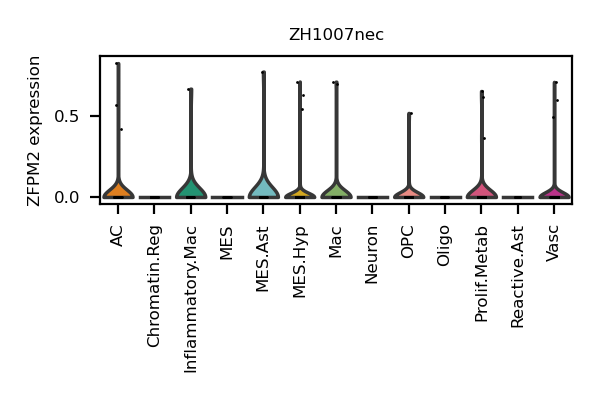 ZH1007nec
ZFPM2 expression
0.5
0.0
AC
Chromatin.Reg
Inflammatory.Mac
MES
MES.Ast
MES.Hyp
Mac
Neuron
OPC
Oligo
Prolif.Metab
Reactive.Ast
Vasc